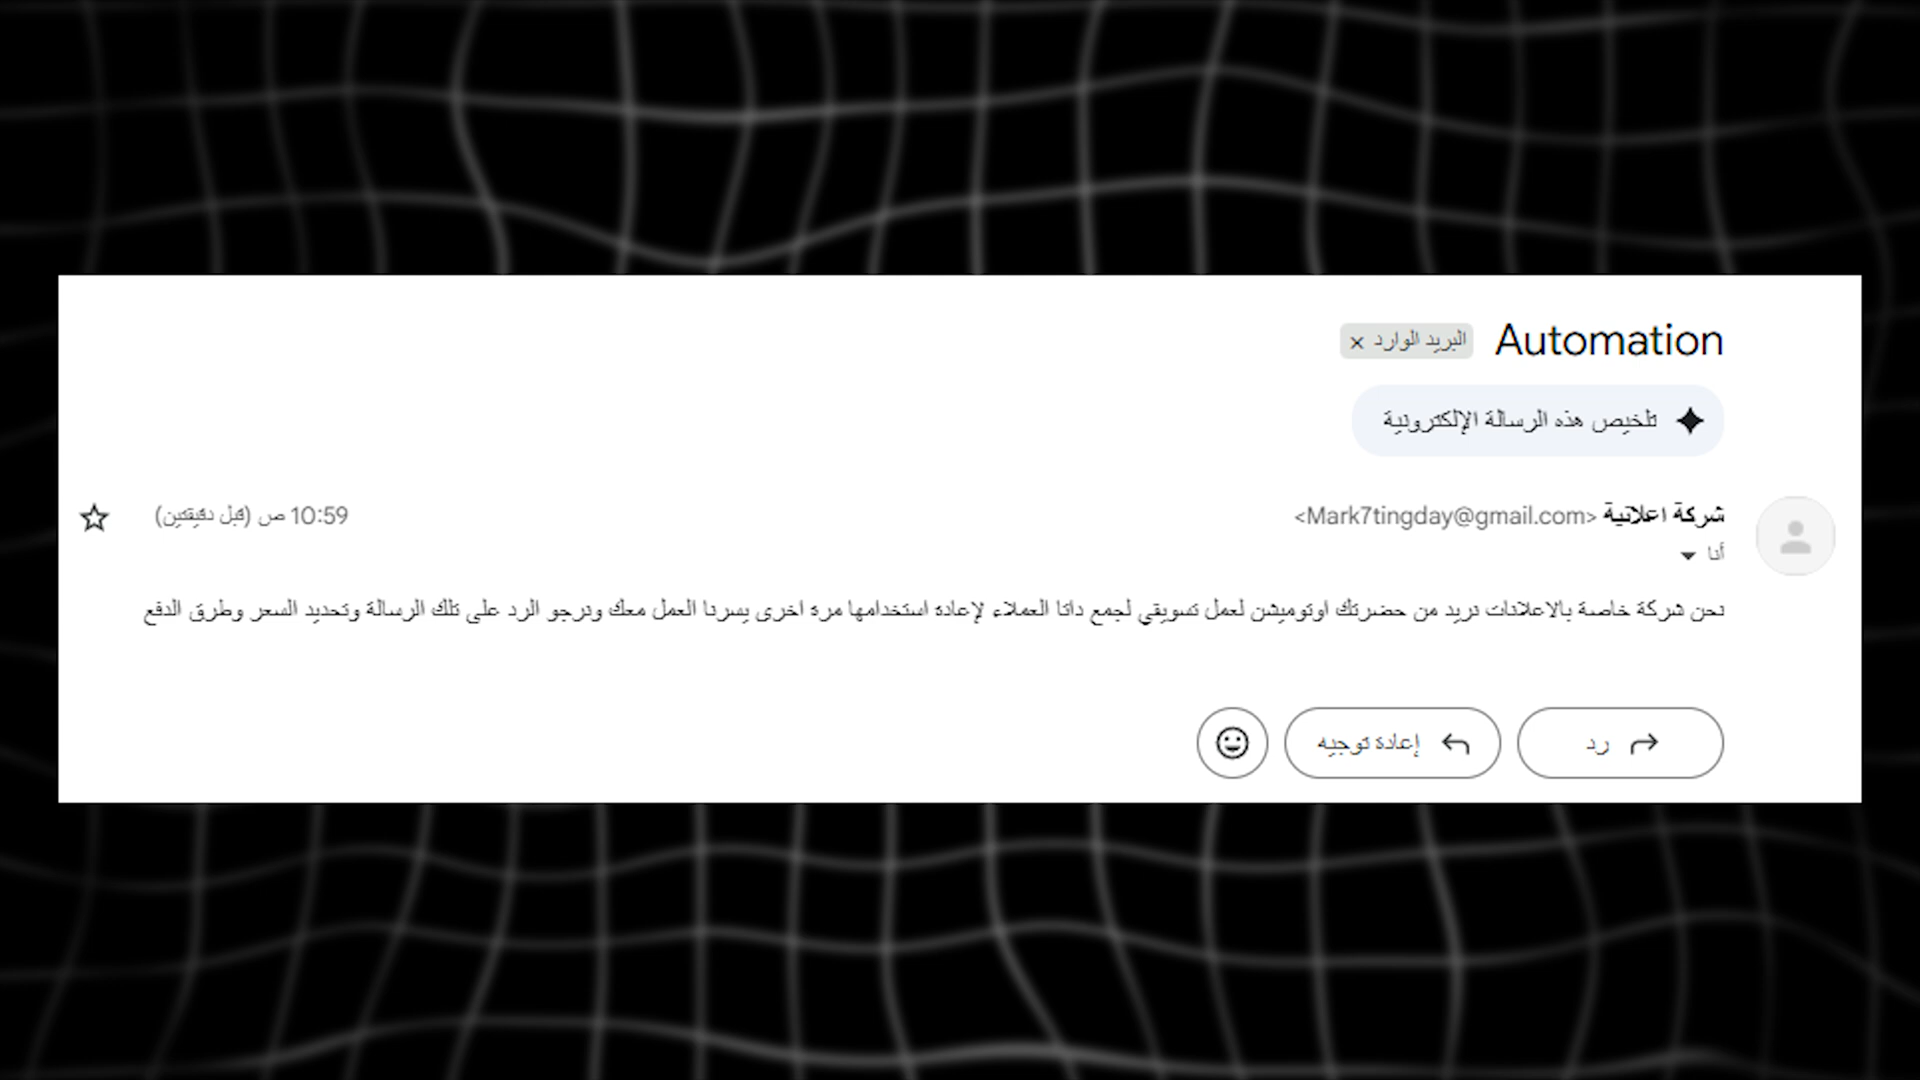 Automation البريد الوارد ×
تلخيص هذه الرسالة الإلكترونية
شركة اعلانية <Mark7tingday@gmail.com> 10:59 ص (قبل دقيقتين)
أنا
نحن شركة خاصة بالاعلانات نريد من حضرتك اوتوميشن لعمل تسويقي لجمع داتا العملاء لإعادة استخدامها مرة اخرى يسرنا العمل معك ونرجو الرد على تلك الرسالة وتحديد السعر وطرق الدفع
رد إعادة توجيه